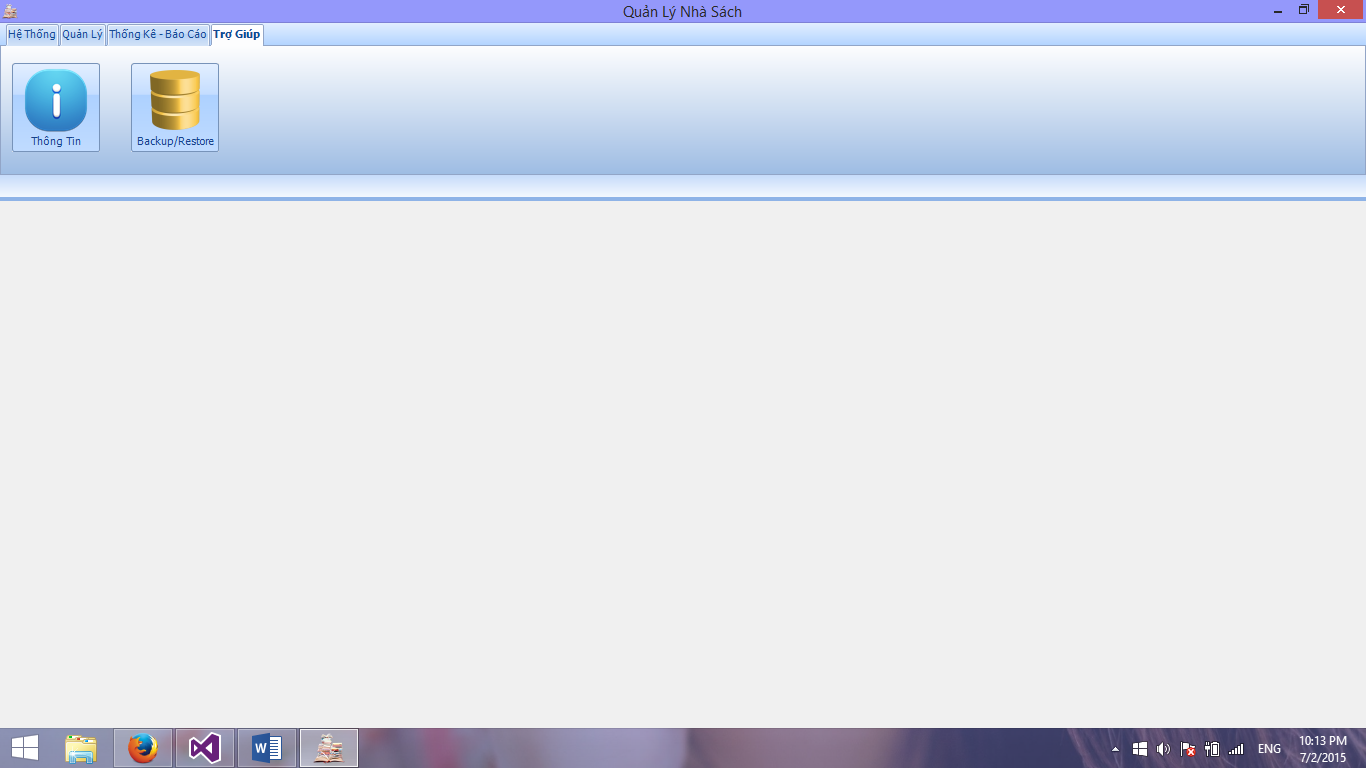 Quản Lý Nhà Sách
Hệ Thống Quản Lý Thống Kê - Báo Cáo Trợ Giúp
Thông Tin Backup/Restore
ENG
10:13 PM
7/2/2015